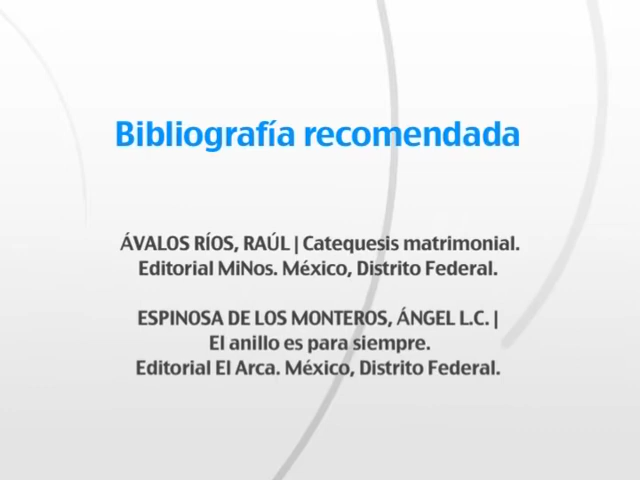 Bibliografía recomendada
ÁVALOS RÍOS, RAÚL | Catequesis matrimonial.
Editorial MiNos. México, Distrito Federal.
ESPINOSA DE LOS MONTEROS, ÁNGEL L.C. |
El anillo es para siempre.
Editorial El Arca. México, Distrito Federal.